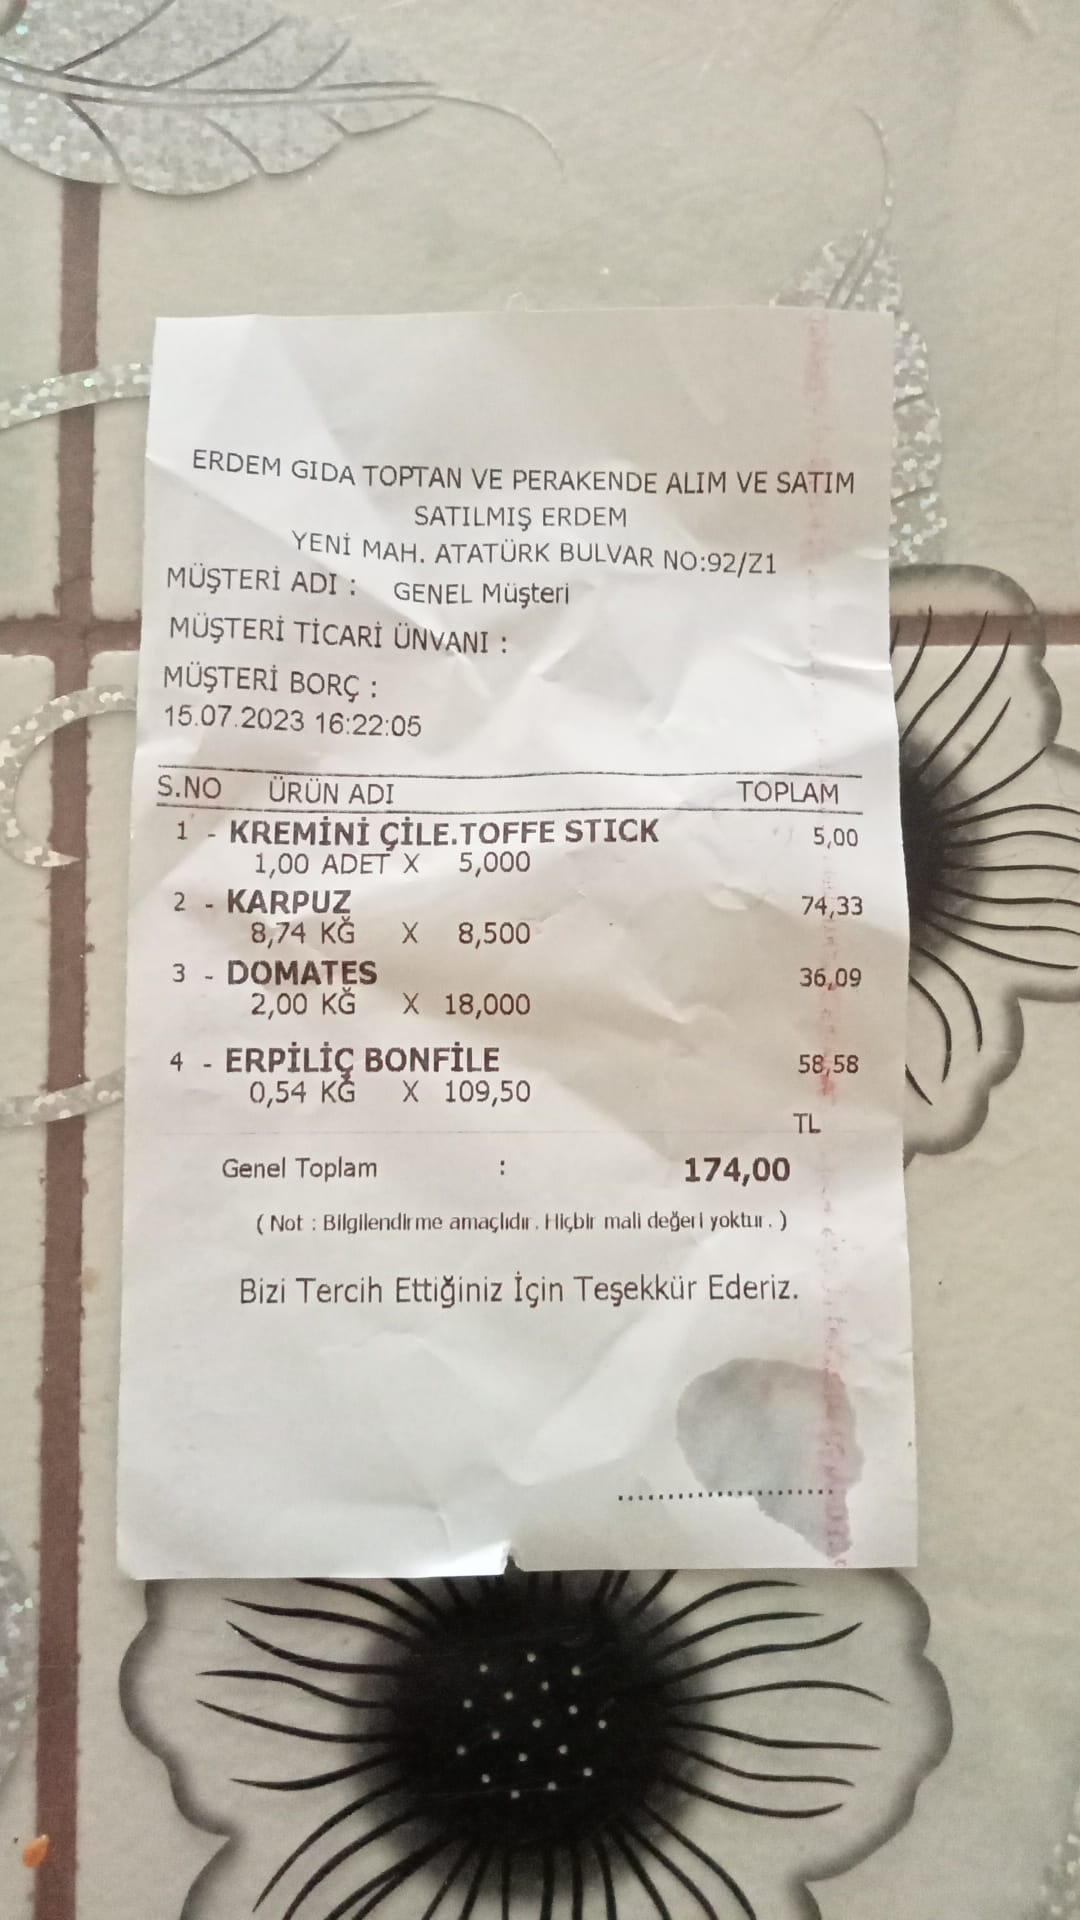 ERDEM GIDA TOPTAN VE PERAKENDE ALIM VE SATIM
SATILMIŞ ERDEM
YENİ MAH. ATATÜRK BULVAR NO:92/Z1
MÜŞTERİ ADI : GENEL Müşteri
MÜŞTERİ TİCARİ ÜNVANI :
MÜŞTERİ BORÇ :
15.07.2023 16:22:05
S.NO ÜRÜN ADI TOPLAM
1 - KREMİNİ ÇİLE.TOFFE STICK 5,00
1,00 ADET X 5,000
2 - KARPUZ 74,33
8,74 KĞ X 8,500
3 - DOMATES 36,09
2,00 KĞ X 18,000
4 - ERPİLİÇ BONFİLE 58,58
0,54 KĞ X 109,50
TL
Genel Toplam : 174,00
( Not : Bilgilendirme amaçlıdır. Hiçbir mali değeri yoktur. )
Bizi Tercih Ettiğiniz İçin Teşekkür Ederiz.